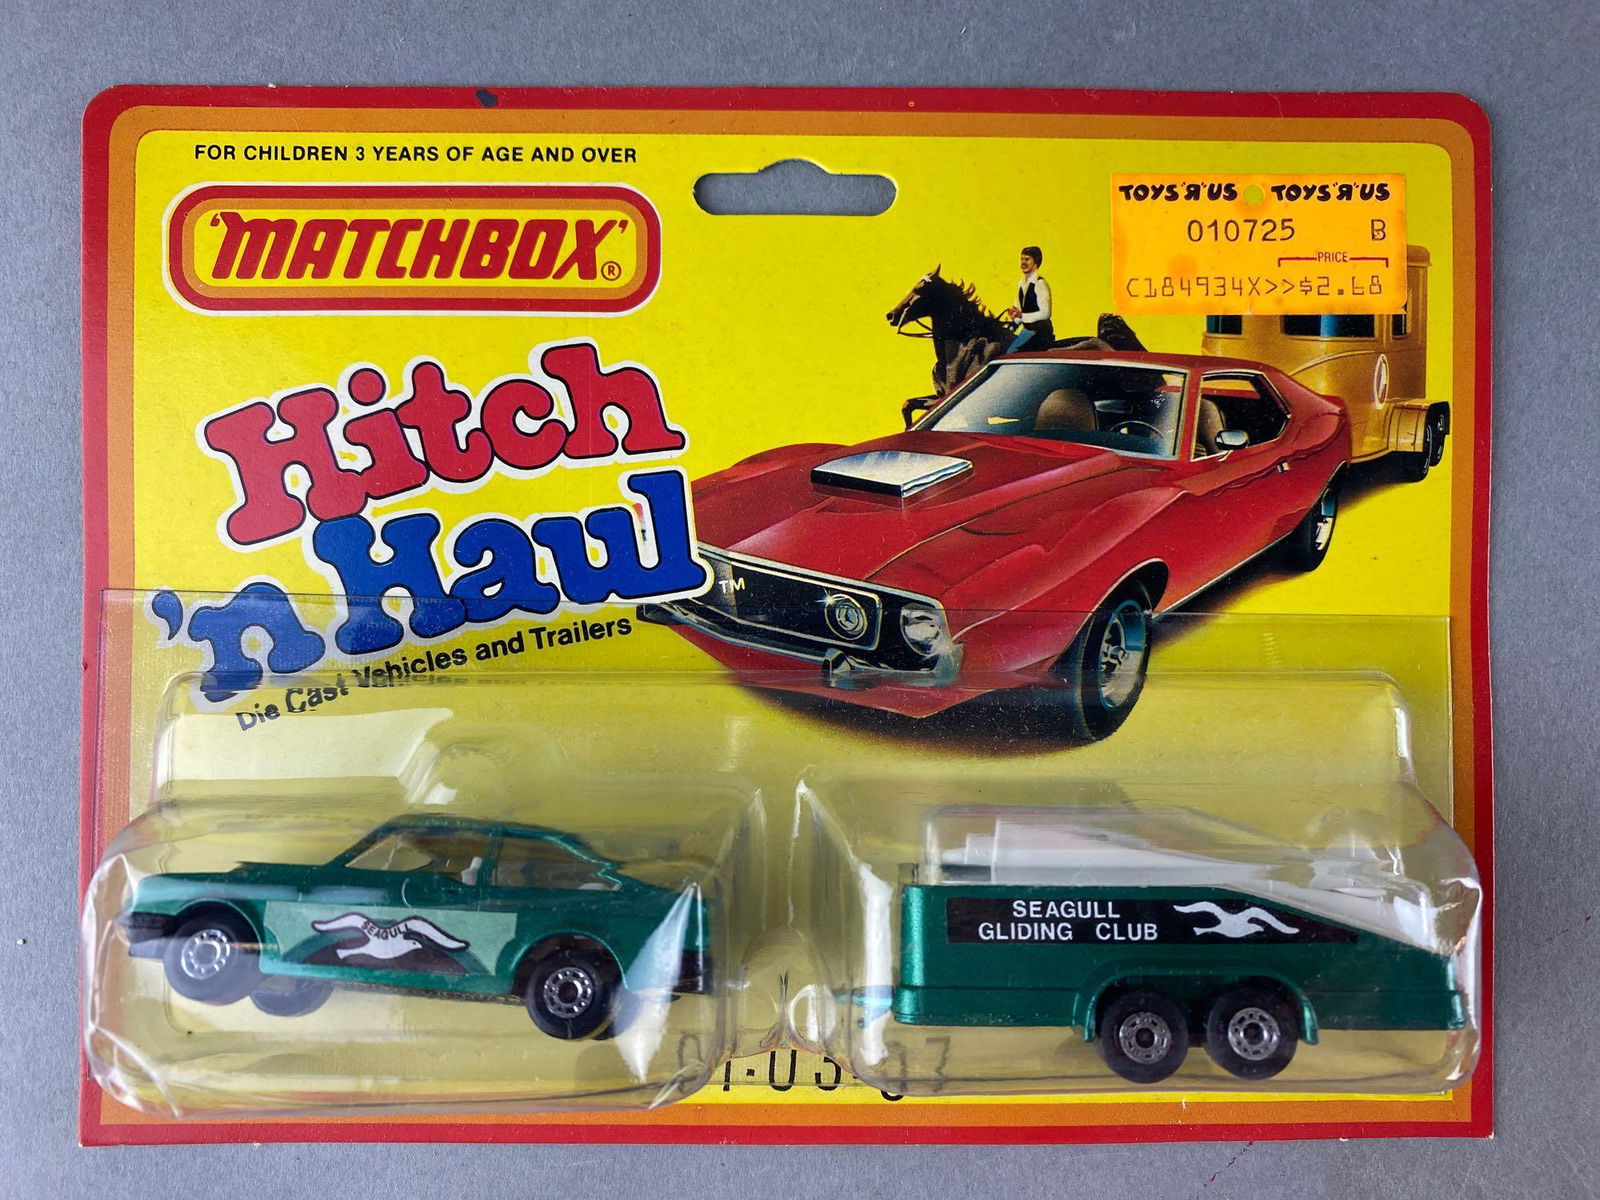 FOR CHILDREN 3 YEARS OF AGE AND OVER
'MATCHBOX'®
TOYS "R" US TOYS "R" US
010725 B
PRICE
C184934X>>$2.68
Hitch
'n Haul ™
Die Cast Vehicles and Trailers
SEAGULL
SEAGULL
GLIDING CLUB